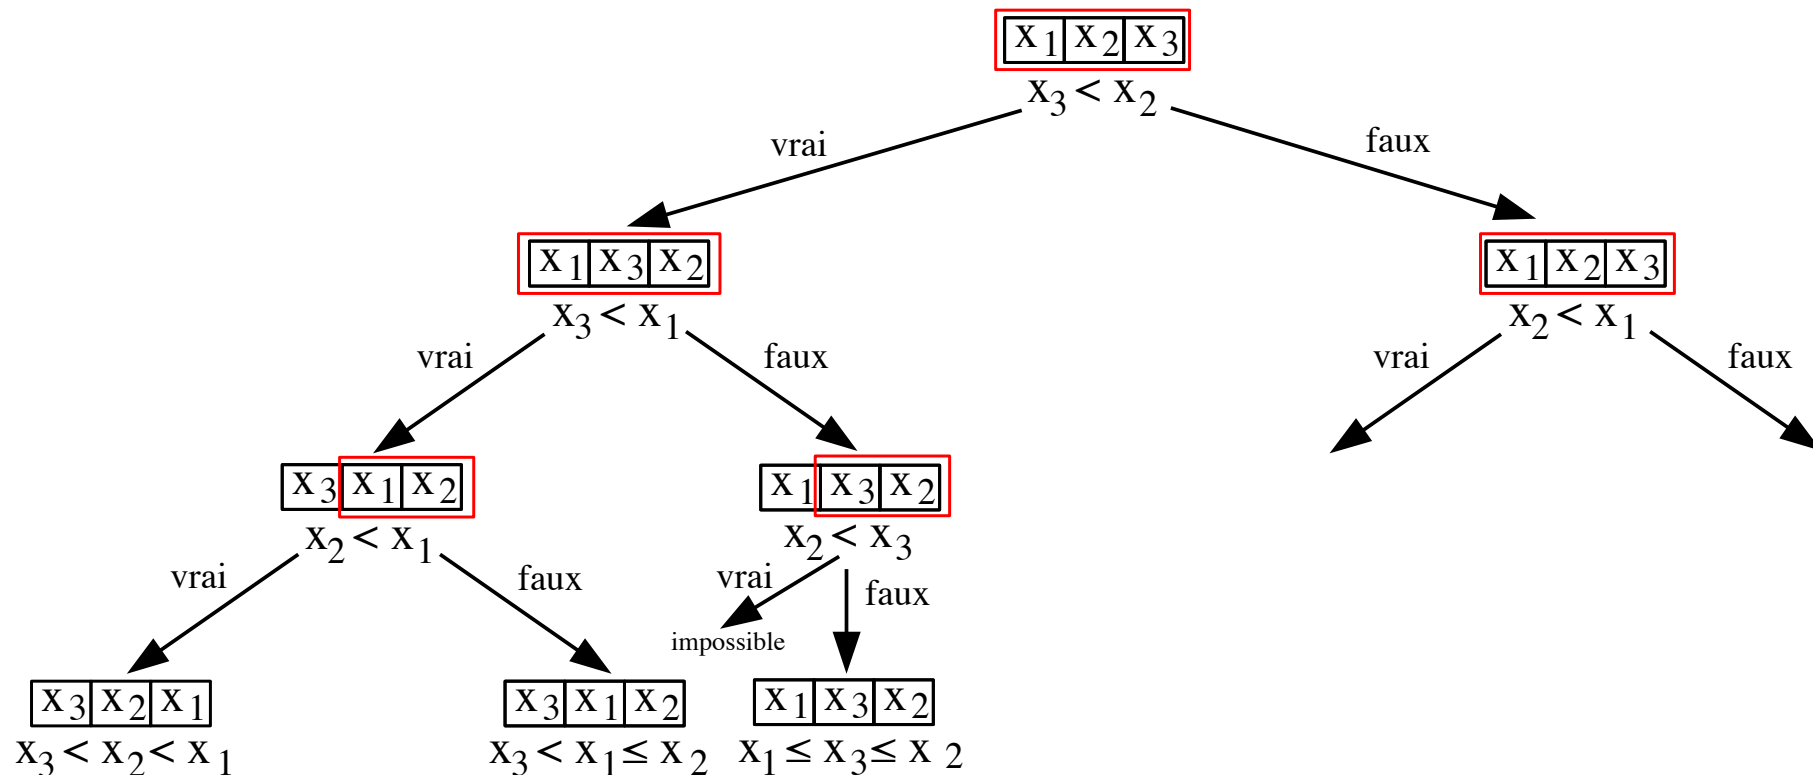 x1 x2 x3
x3 < x2
vrai faux
x1 x3 x2 x1 x2 x3
x3 < x1 x2 < x1
vrai faux vrai faux
x3 x1 x2 x1 x3 x2
x2 < x1 x2 < x3
vrai faux vrai faux
impossible
x3 x2 x1 x3 x1 x2 x1 x3 x2
x3 < x2 < x1 x3 < x1 ≤ x2 x1 ≤ x3 ≤ x2